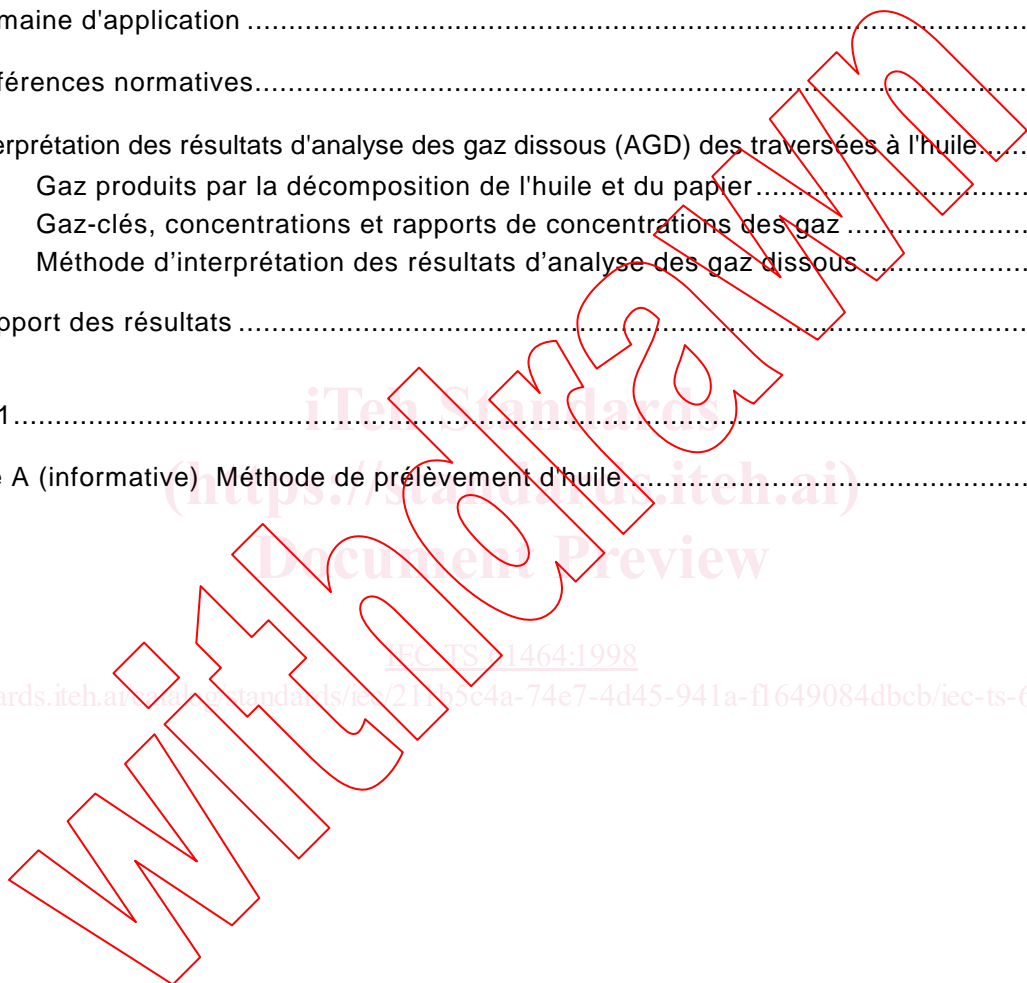 maine d'application
férences normatives
erprétation des résultats d'analyse des gaz dissous (AGD) des traversées à l'huile
Gaz produits par la décomposition de l'huile et du papier
Gaz-clés, concentrations et rapports de concentrations des gaz
Méthode d’interprétation des résultats d’analyse des gaz dissous
pport des résultats
iTeh Standards
1
e A (informative) Méthode de prélèvement d'huile
(https://standards.iteh.ai)
Document Preview
IEC TS 61464:1998
ards.iteh.ai/catalog/standards/iec/211b5c4a-74e7-4d45-941a-f1649084dbcb/iec-ts-6
withdrawn